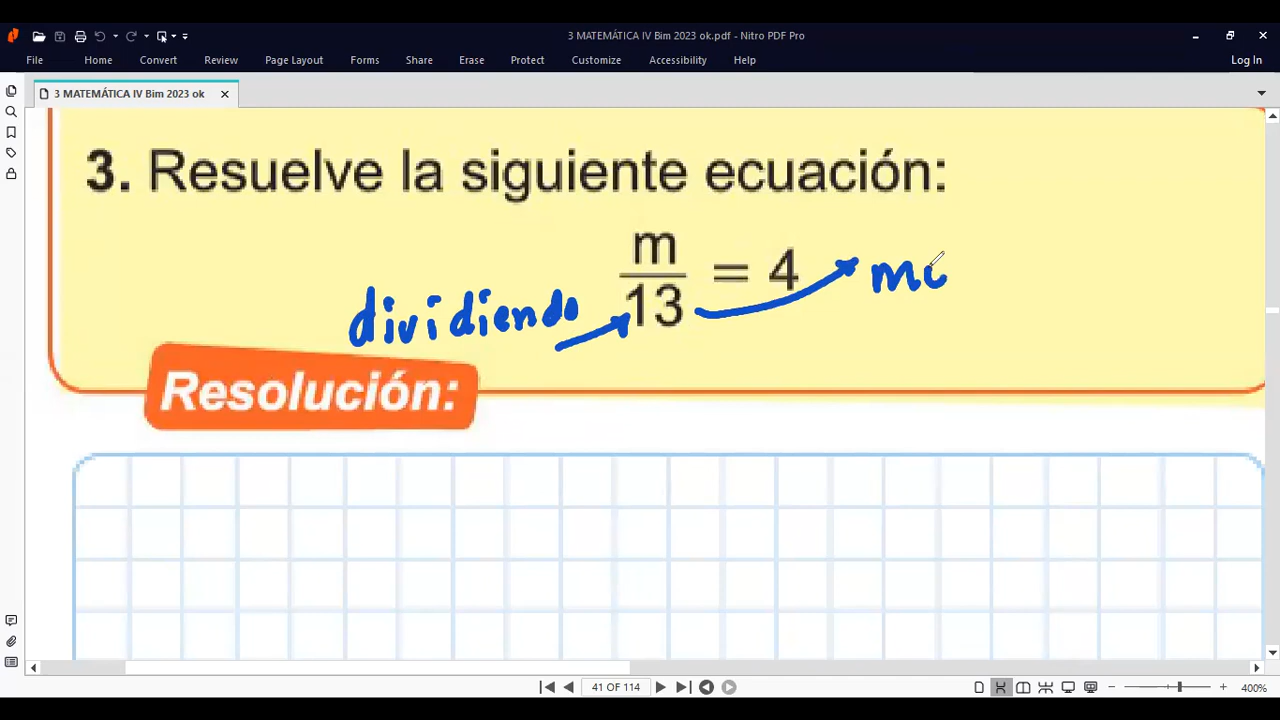 3 MATEMÁTICA IV Bim 2023 ok.pdf - Nitro PDF Pro
File Home Convert Review Page Layout Forms Share Erase Protect Customize Accessibility Help Log In
3 MATEMÁTICA IV Bim 2023 ok
3. Resuelve la siguiente ecuación:
m
13
= 4
dividiendo
Resolución:
41 OF 114
400%